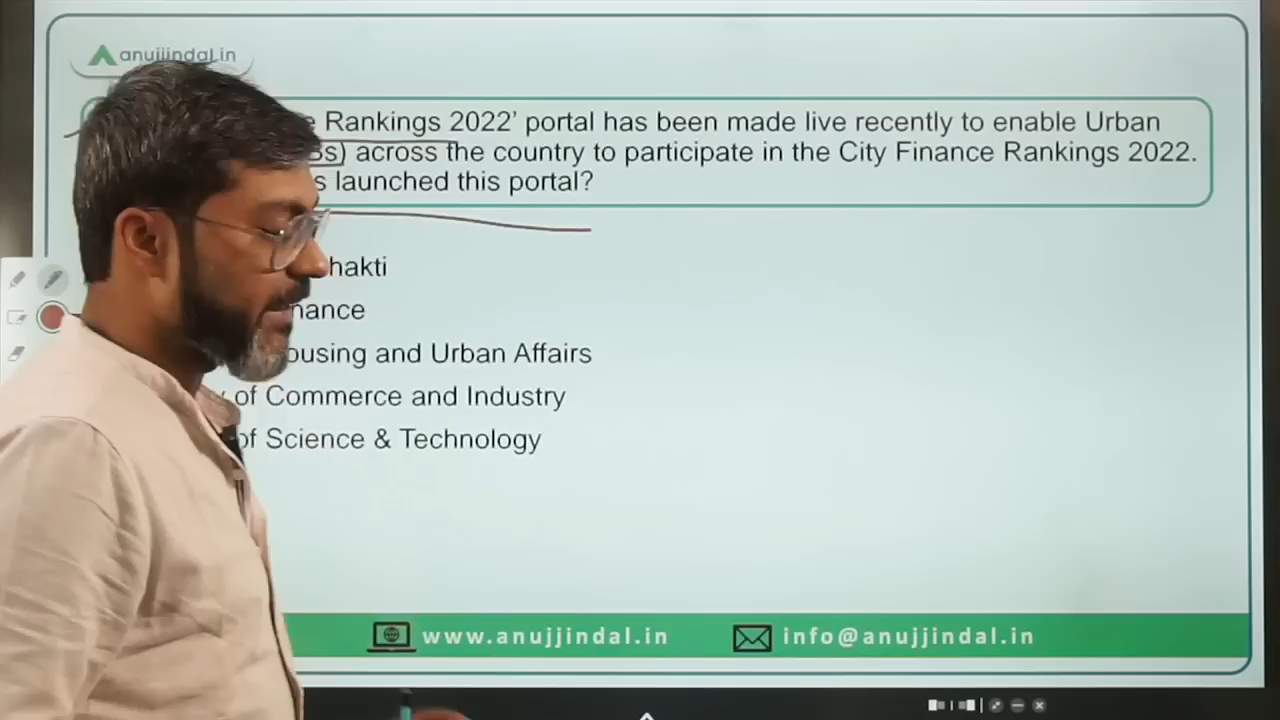 anujjindal.in
e Rankings 2022' portal has been made live recently to enable Urban
Bs) across the country to participate in the City Finance Rankings 2022.
s launched this portal?
hakti
nance
ousing and Urban Affairs
of Commerce and Industry
of Science & Technology
www.anujjindal.in
info@anujjindal.in